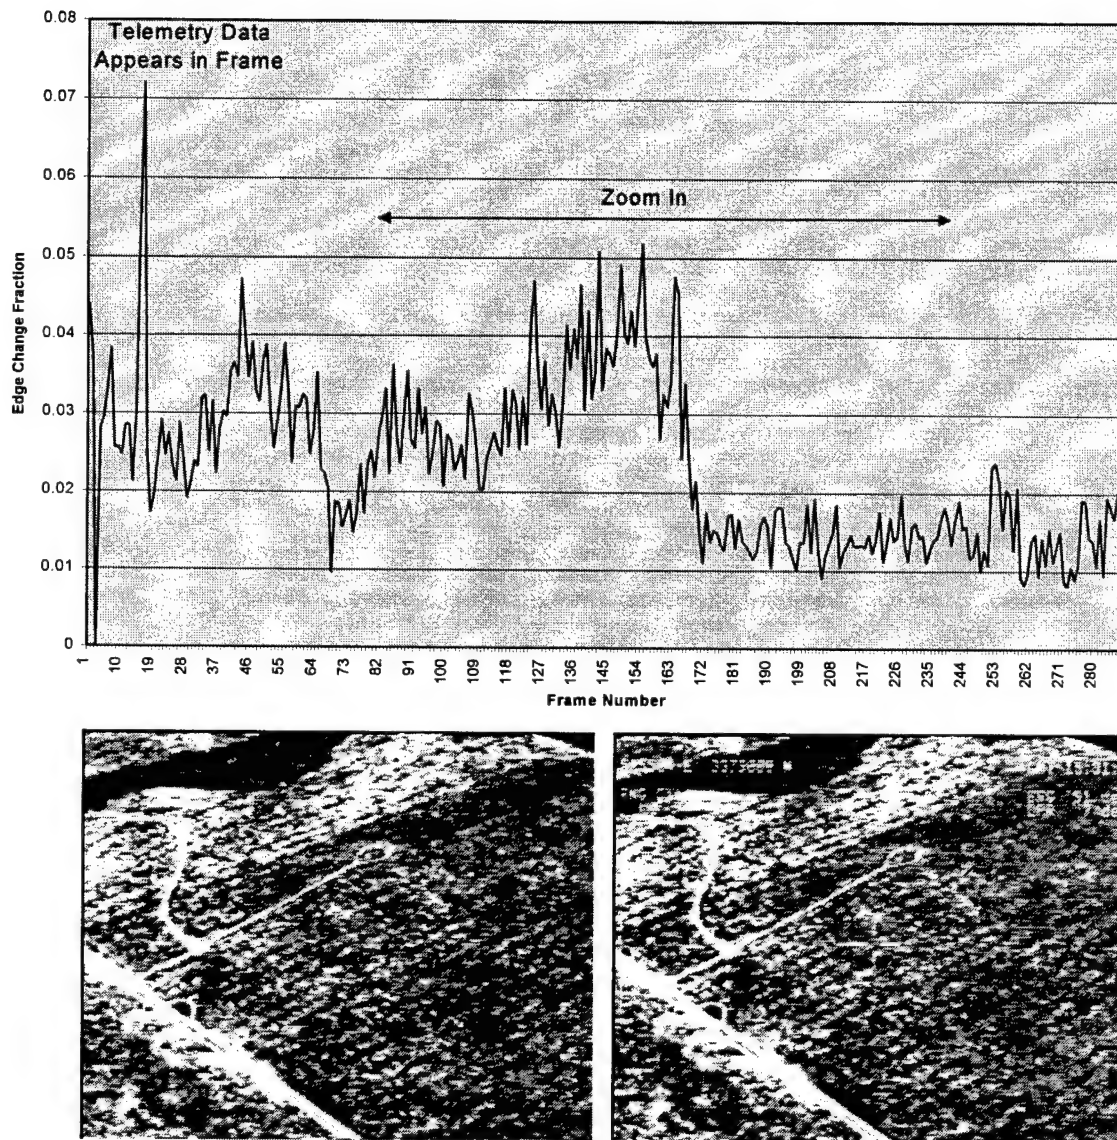 Telemetry Data
Appears in Frame
Zoom In
Edge Change Fraction
0.08
0.07
0.06
0.05
0.04
0.03
0.02
0.01
0
1 10 19 28 37 46 55 64 73 82 91 100 109 118 127 136 145 154 163 172 181 190 199 208 217 226 235 244 253 262 271 280
Frame Number